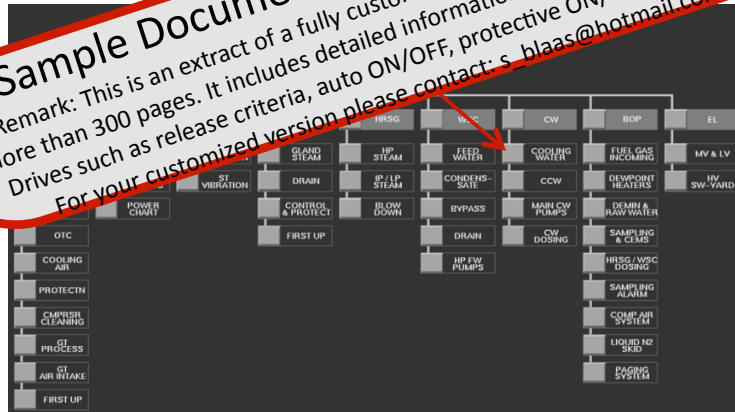 Sample Docume
Remark: This is an extract of a fully custo
ore than 300 pages. It includes detailed information
Drives such as release criteria, auto ON/OFF, protective ON/
For your customized version please contact: s_blaas@hotmail.co
HRSG
WSC
CW
BOP
EL
GLAND STEAM
DRAIN
CONTROL & PROTECT
FIRST UP
HP STEAM
IP / LP STEAM
BLOW DOWN
FEED WATER
CONDENS- SATE
BYPASS
DRAIN
HP FW PUMPS
COOLING WATER
CCW
MAIN CW PUMPS
CW DOSING
FUEL GAS INCOMING
DEWPOINT HEATERS
DEMIN & RAW WATER
SAMPLING & CEMS
HRSG / WSC DOSING
SAMPLING ALARM
COMP AIR SYSTEM
LIQUID N2 SKID
PAGING SYSTEM
MV & LV
HV SW-YARD
ST VIBRATION
POWER CHART
OTC
COOLING AIR
PROTECTN
CMPRSR CLEANING
GT PROCESS
GT AIR INTAKE
FIRST UP